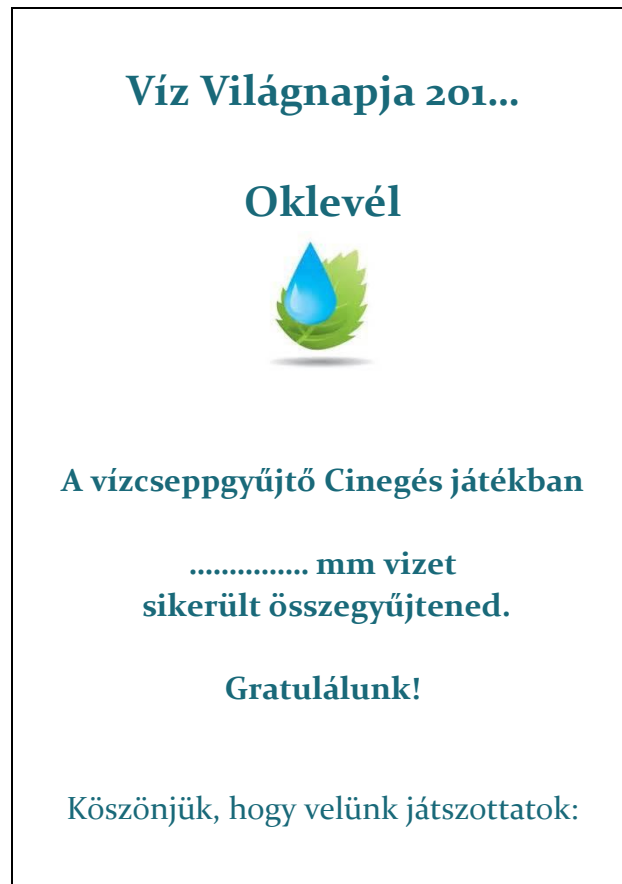 Víz Világnapja 201...
Oklevél
A vízcseppgyűjtő Cinegés játékban
............... mm vizet
sikerült összegyűjtened.
Gratulálunk!
Köszönjük, hogy velünk játszottatok: